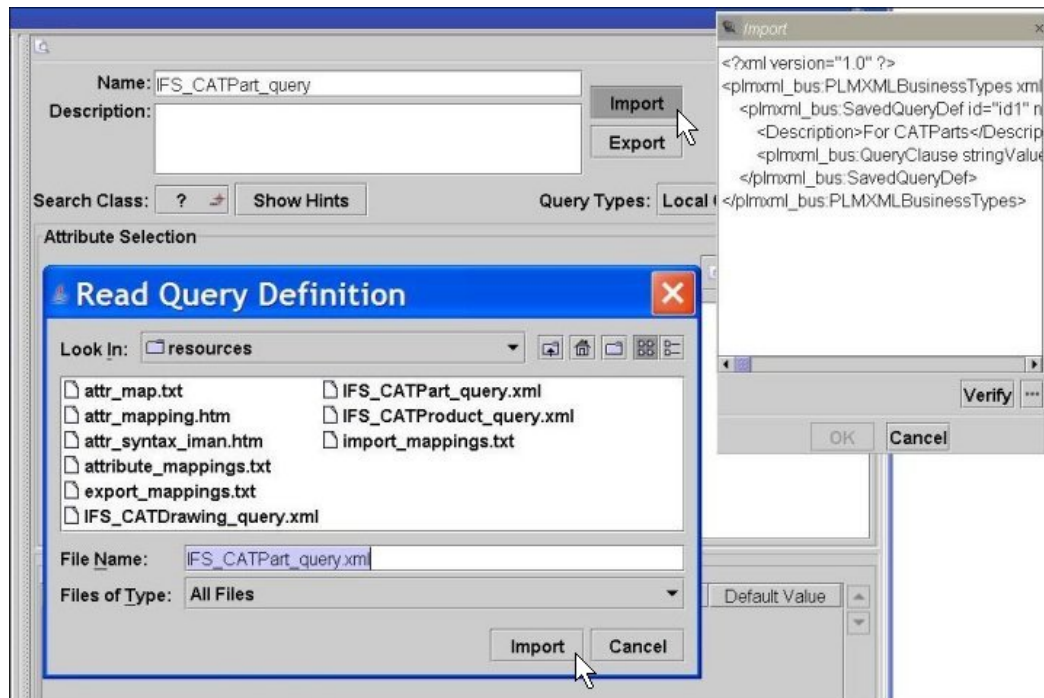 Name: IFS_CATPart_query
Description:
Import
Export
Search Class: ? Show Hints Query Types: Local
Attribute Selection
Read Query Definition
Look In: resources
attr_map.txt IFS_CATPart_query.xml
attr_mapping.htm IFS_CATProduct_query.xml
attr_syntax_iman.htm import_mappings.txt
attribute_mappings.txt
export_mappings.txt
IFS_CATDrawing_query.xml
File Name: IFS_CATPart_query.xml
Files of Type: All Files
Import Cancel
Default Value
Import
<?xml version="1.0" ?>
<plmxml_bus:PLMXMLBusinessTypes xml
<plmxml_bus:SavedQueryDef id="id1" n
<Description>For CATParts</Descrip
<plmxml_bus:QueryClause stringValue
</plmxml_bus:SavedQueryDef>
</plmxml_bus:PLMXMLBusinessTypes>
Verify ...
OK Cancel